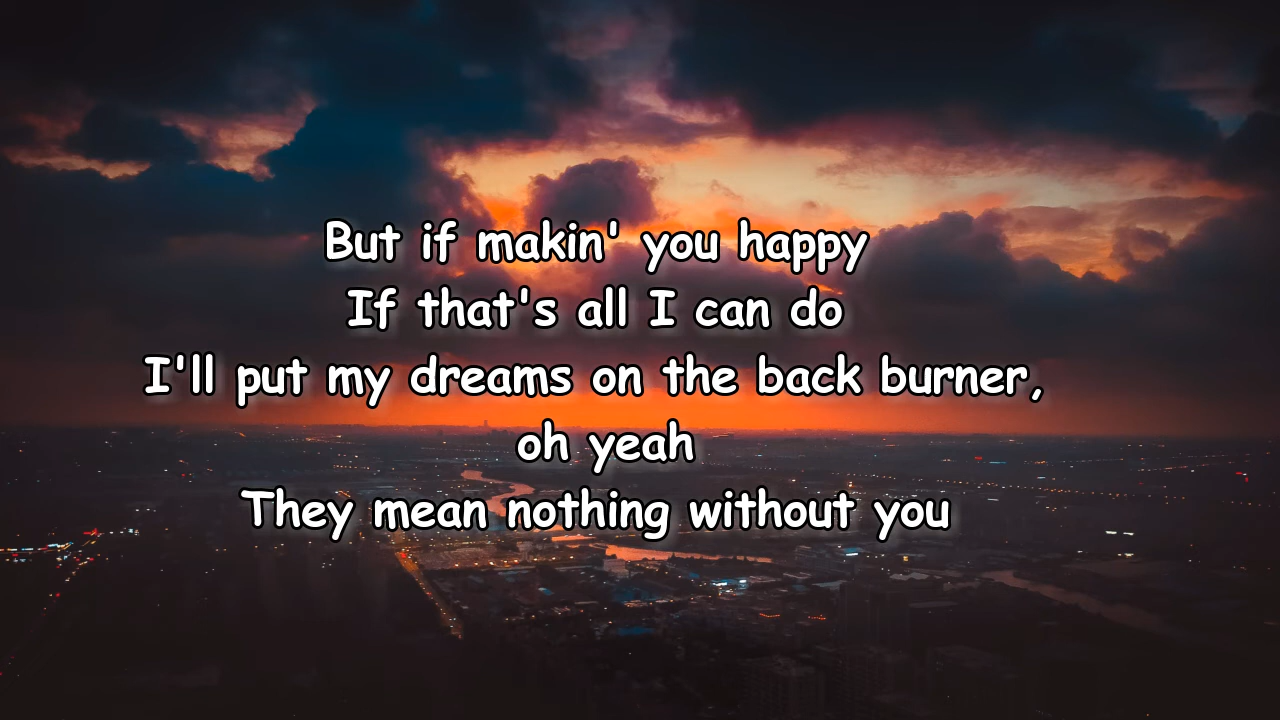 But if makin' you happy
If that's all I can do
I'll put my dreams on the back burner,
oh yeah
They mean nothing without you